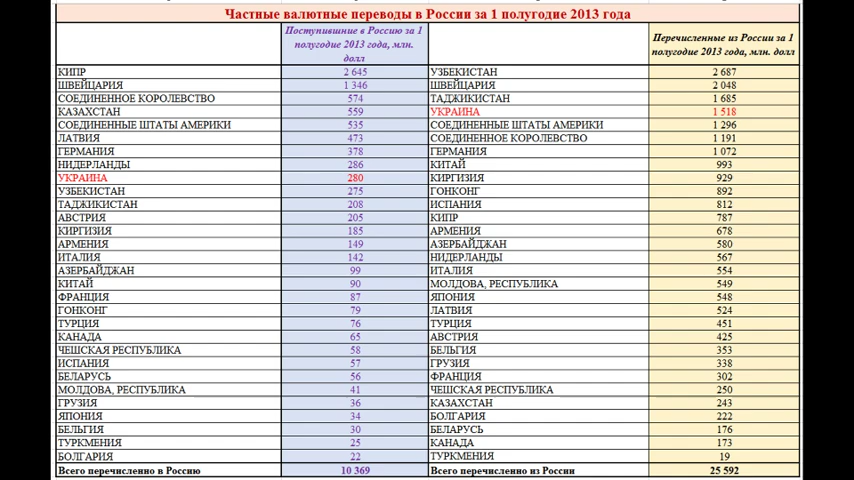 Частные валютные переводы в России за 1 полугодие 2013 года
Поступившие в Россию за 1 полугодие 2013 года, млн. долл
Перечисленные из России за 1 полугодие 2013 года, млн. долл
КИПР 2 645 УЗБЕКИСТАН 2 687
ШВЕЙЦАРИЯ 1 346 ШВЕЙЦАРИЯ 2 048
СОЕДИНЕННОЕ КОРОЛЕВСТВО 574 ТАДЖИКИСТАН 1 685
КАЗАХСТАН 559 УКРАИНА 1 518
СОЕДИНЕННЫЕ ШТАТЫ АМЕРИКИ 535 СОЕДИНЕННЫЕ ШТАТЫ АМЕРИКИ 1 296
ЛАТВИЯ 473 СОЕДИНЕННОЕ КОРОЛЕВСТВО 1 191
ГЕРМАНИЯ 378 ГЕРМАНИЯ 1 072
НИДЕРЛАНДЫ 286 КИТАЙ 993
УКРАИНА 280 КИРГИЗИЯ 929
УЗБЕКИСТАН 275 ГОНКОНГ 892
ТАДЖИКИСТАН 208 ИСПАНИЯ 812
АВСТРИЯ 205 КИПР 787
КИРГИЗИЯ 185 АРМЕНИЯ 678
АРМЕНИЯ 149 АЗЕРБАЙДЖАН 580
ИТАЛИЯ 142 НИДЕРЛАНДЫ 567
АЗЕРБАЙДЖАН 99 ИТАЛИЯ 554
КИТАЙ 90 МОЛДОВА, РЕСПУБЛИКА 549
ФРАНЦИЯ 87 ЯПОНИЯ 548
ГОНКОНГ 79 ЛАТВИЯ 524
ТУРЦИЯ 76 ТУРЦИЯ 451
КАНАДА 65 АВСТРИЯ 425
ЧЕШСКАЯ РЕСПУБЛИКА 58 БЕЛЬГИЯ 353
ИСПАНИЯ 57 ГРУЗИЯ 338
БЕЛАРУСЬ 56 ФРАНЦИЯ 302
МОЛДОВА, РЕСПУБЛИКА 41 ЧЕШСКАЯ РЕСПУБЛИКА 250
ГРУЗИЯ 36 КАЗАХСТАН 243
ЯПОНИЯ 34 БОЛГАРИЯ 222
БЕЛЬГИЯ 30 БЕЛАРУСЬ 176
ТУРКМЕНИЯ 25 КАНАДА 173
БОЛГАРИЯ 22 ТУРКМЕНИЯ 19
Всего перечисленно в Россию 10 369 Всего перечисленно из России 25 592